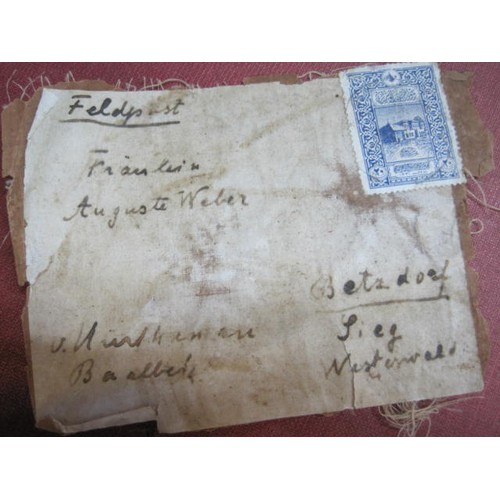 Feldpost
Fräulein
Auguste Weber
Betzdorf
Sieg
Westerwald
v.
Baalbek